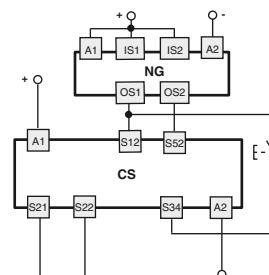 + -
A1 IS1 IS2 A2
NG
OS1 OS2
+
A1 S12 S52
CS
S21 S22 S34 A2